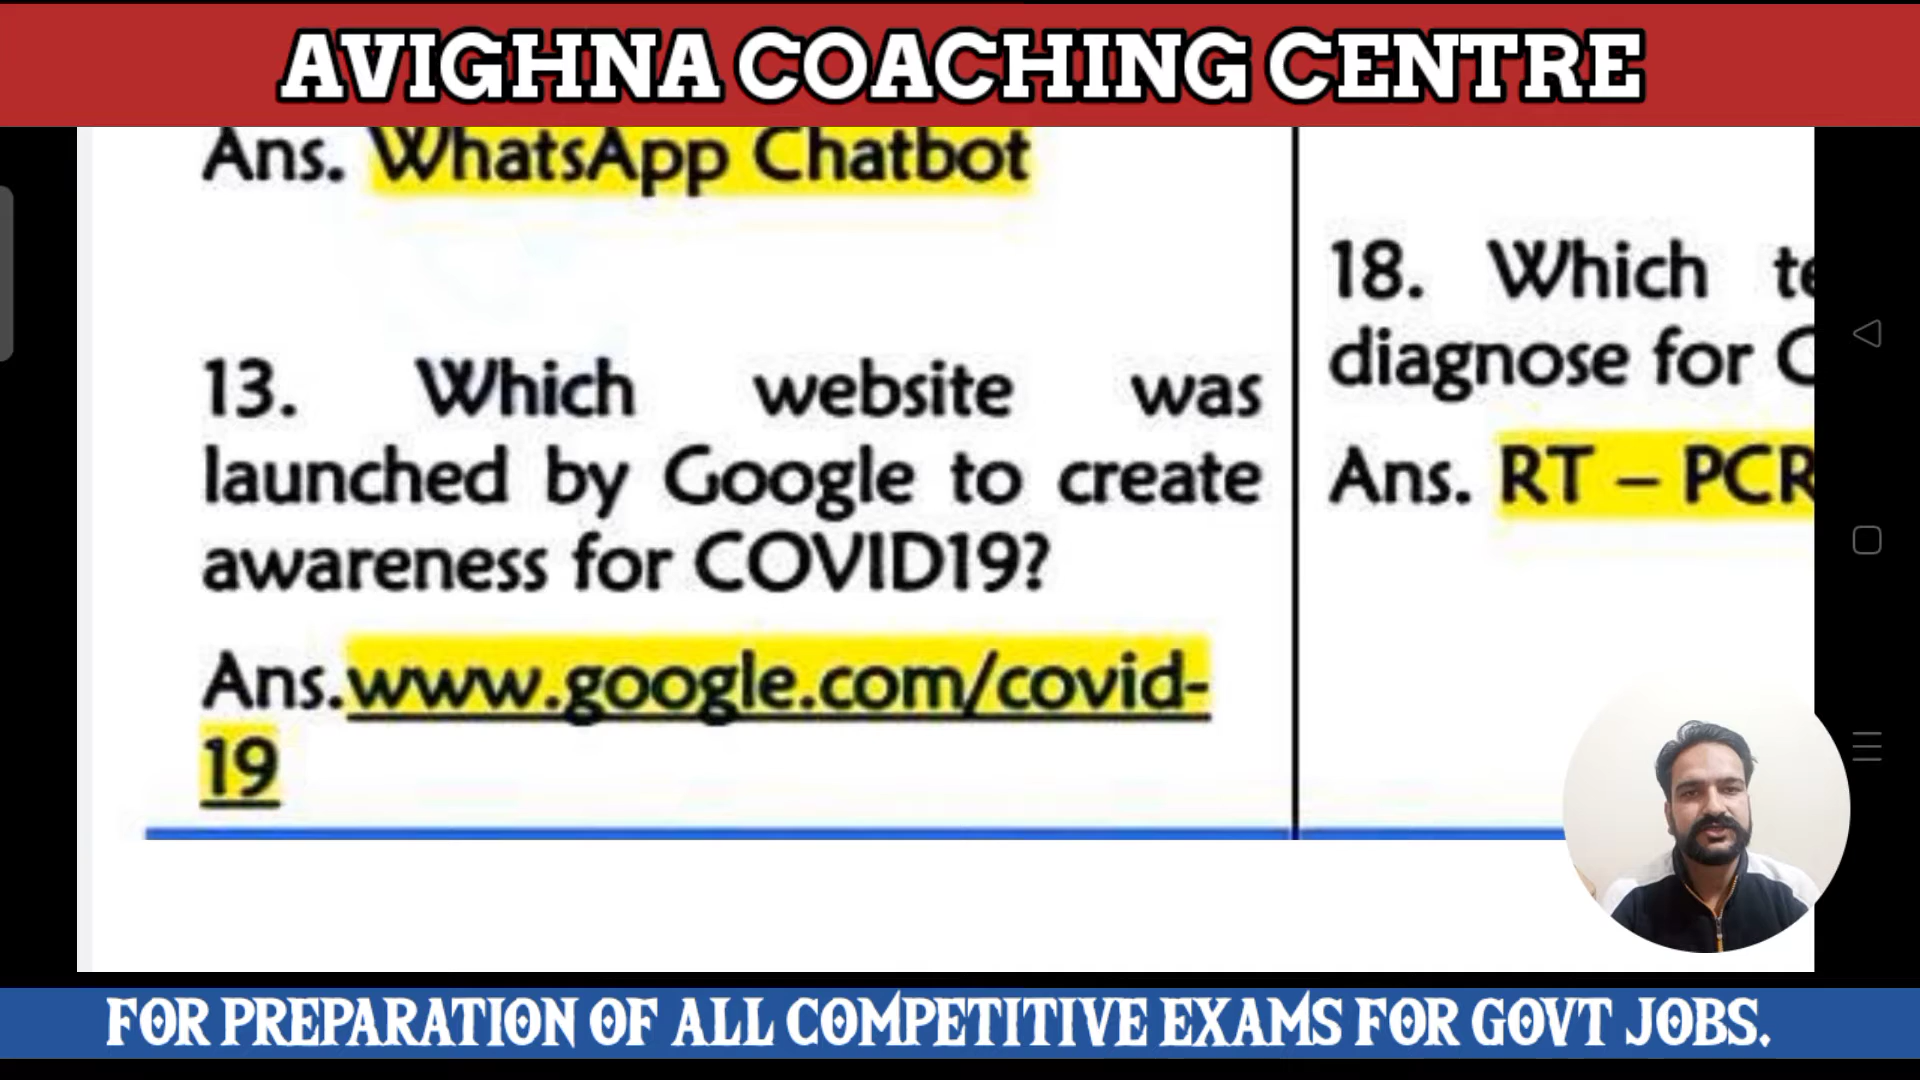 AVIGHNA COACHING CENTRE
Ans. WhatsApp Chatbot
13. Which website was
launched by Google to create
awareness for COVID19?
Ans.www.google.com/covid-
19
18. Which
diagnose for
Ans. RT – PCR
FOR PREPARATION OF ALL COMPETITIVE EXAMS FOR GOVT JOBS.